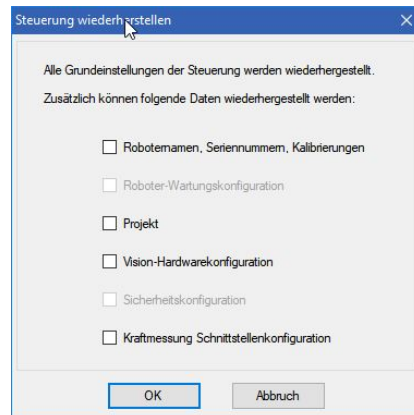 Steuerung wiederherstellen
Alle Grundeinstellungen der Steuerung werden wiederhergestellt.
Zusätzlich können folgende Daten wiederhergestellt werden:
Roboternamen, Seriennummern, Kalibrierungen
Roboter-Wartungskonfiguration
Projekt
Vision-Hardwarekonfiguration
Sicherheitskonfiguration
Kraftmessung Schnittstellenkonfiguration
OK
Abbruch